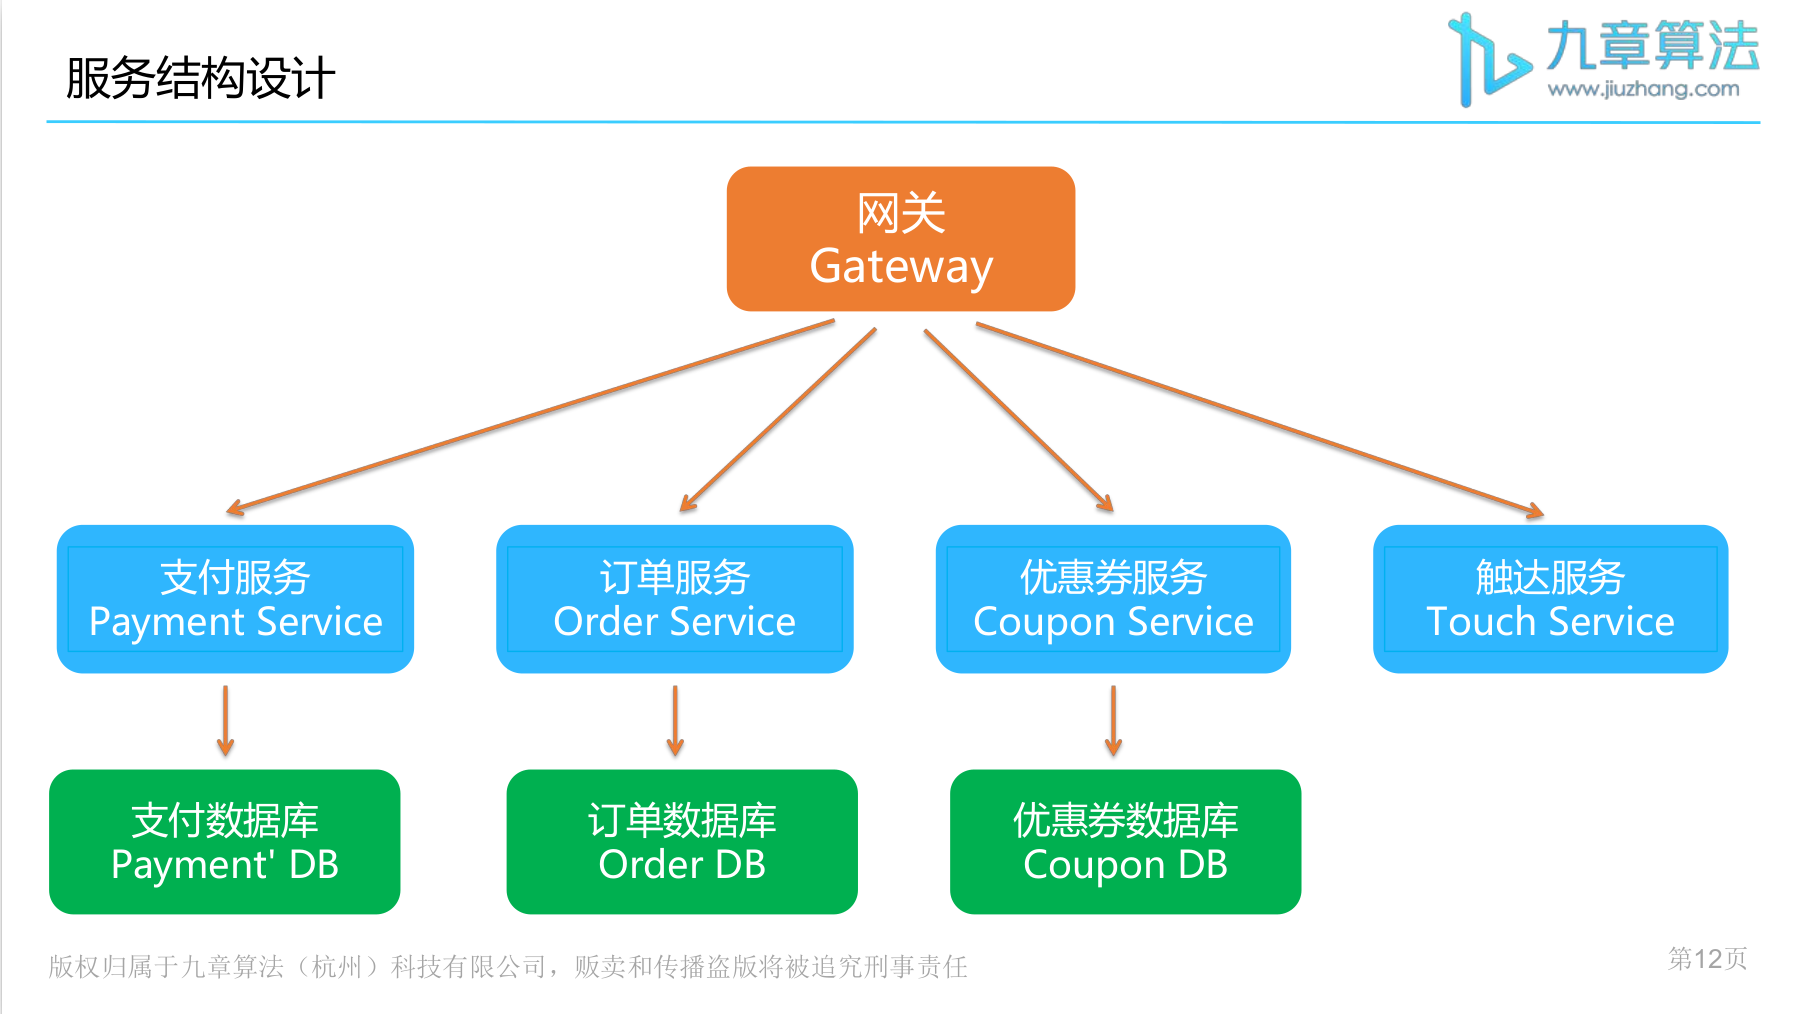 服务结构设计
九章算法
www.jiuzhang.com
网关
Gateway
支付服务
Payment Service
订单服务
Order Service
优惠券服务
Coupon Service
触达服务
Touch Service
支付数据库
Payment' DB
订单数据库
Order DB
优惠券数据库
Coupon DB
版权归属于九章算法（杭州）科技有限公司，贩卖和传播盗版将被追究刑事责任
第12页